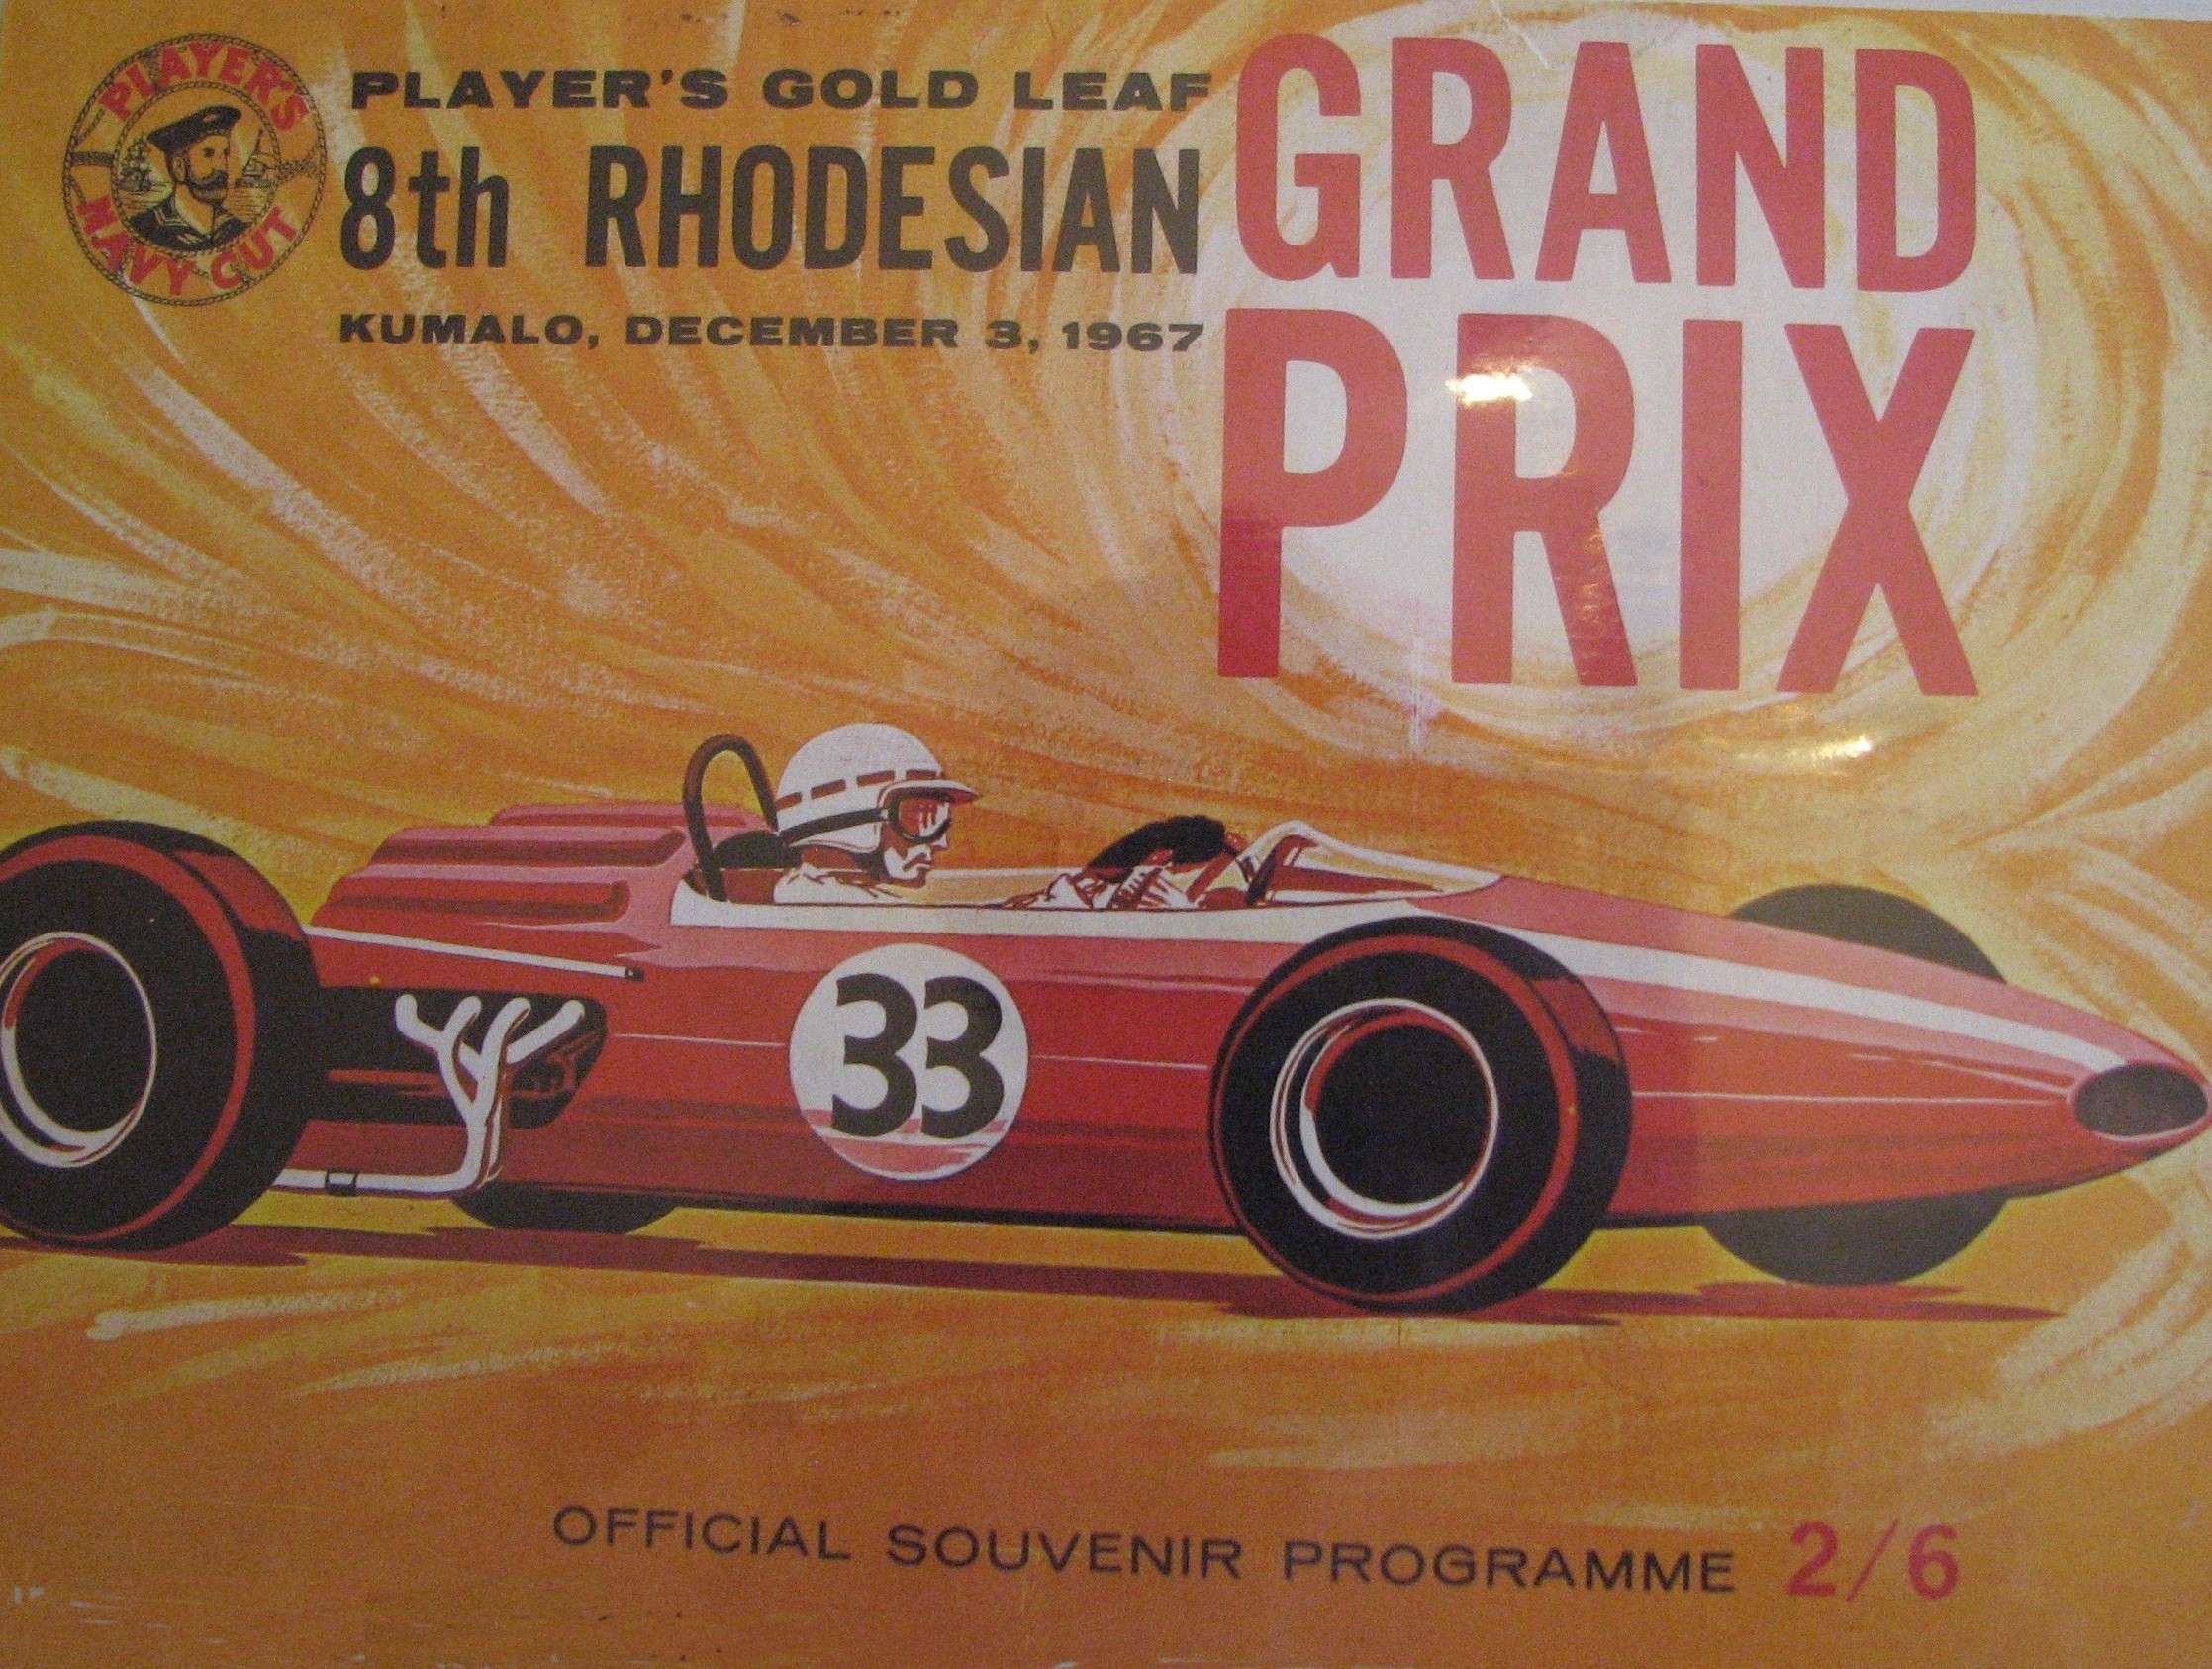 PLAYER'S
NAVY CUT
PLAYER'S GOLD LEAF
8th RHODESIAN
KUMALO, DECEMBER 3, 1967
GRAND
PRIX
33
OFFICIAL SOUVENIR PROGRAMME 2/6